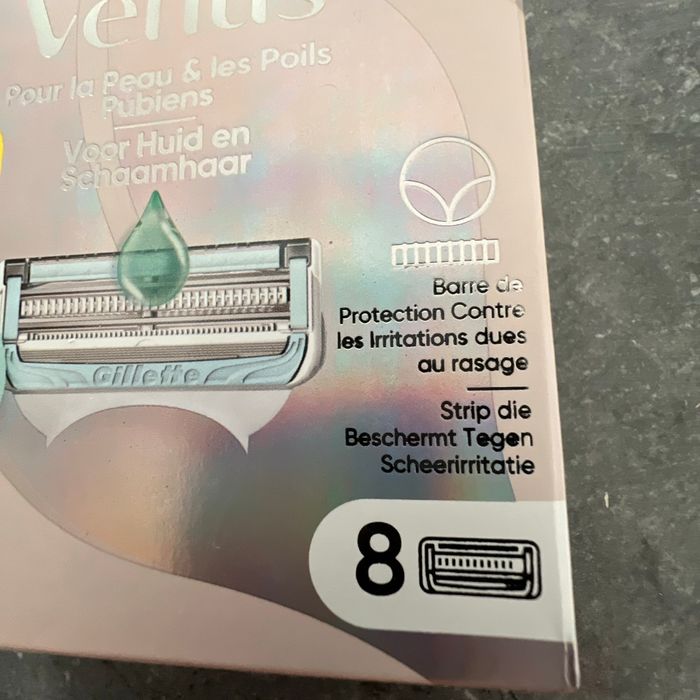 Venus
Pour la Peau & les Poils
Pubiens
Voor Huid en
Schaamhaar
Gillette
Barre de
Protection Contre
les Irritations dues
au rasage
Strip die
Beschermt Tegen
Scheerirritatie
8